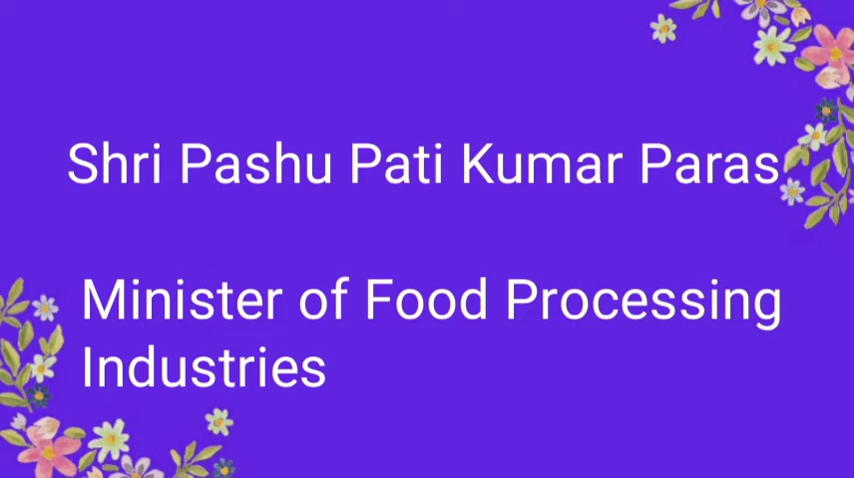 Shri Pashu Pati Kumar Paras
Minister of Food Processing
Industries